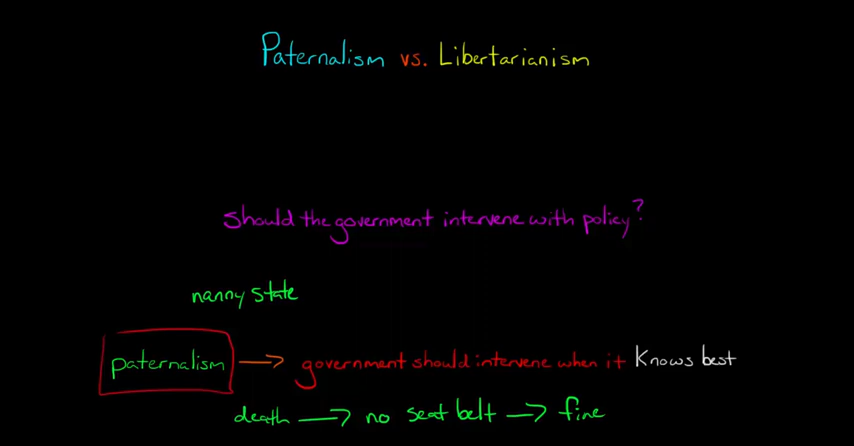 Paternalism vs. Libertarianism
Should the government intervene with policy?
nanny state
paternalism → government should intervene when it knows best
death → no seat belt → fine